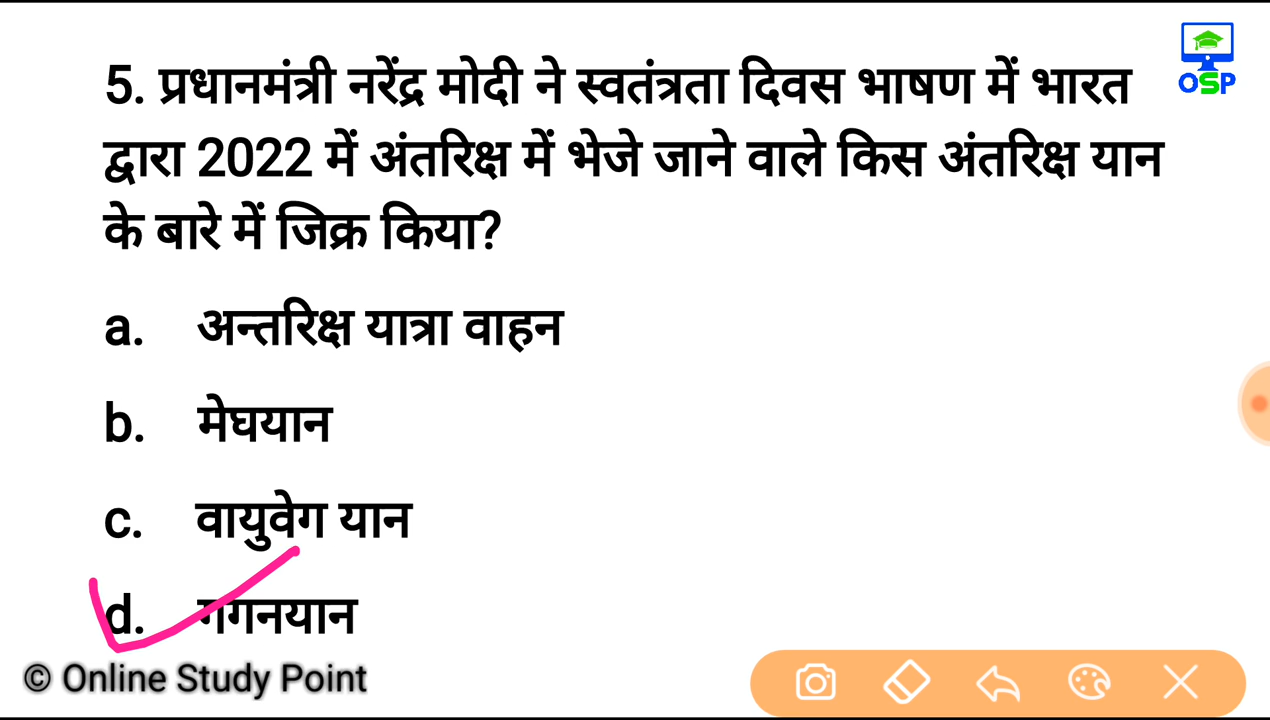 OSP
5. प्रधानमंत्री नरेंद्र मोदी ने स्वतंत्रता दिवस भाषण में भारत
द्वारा 2022 में अंतरिक्ष में भेजे जाने वाले किस अंतरिक्ष यान
के बारे में जिक्र किया?
a. अन्तरिक्ष यात्रा वाहन
b. मेघयान
c. वायुवेग यान
d. गगनयान
© Online Study Point